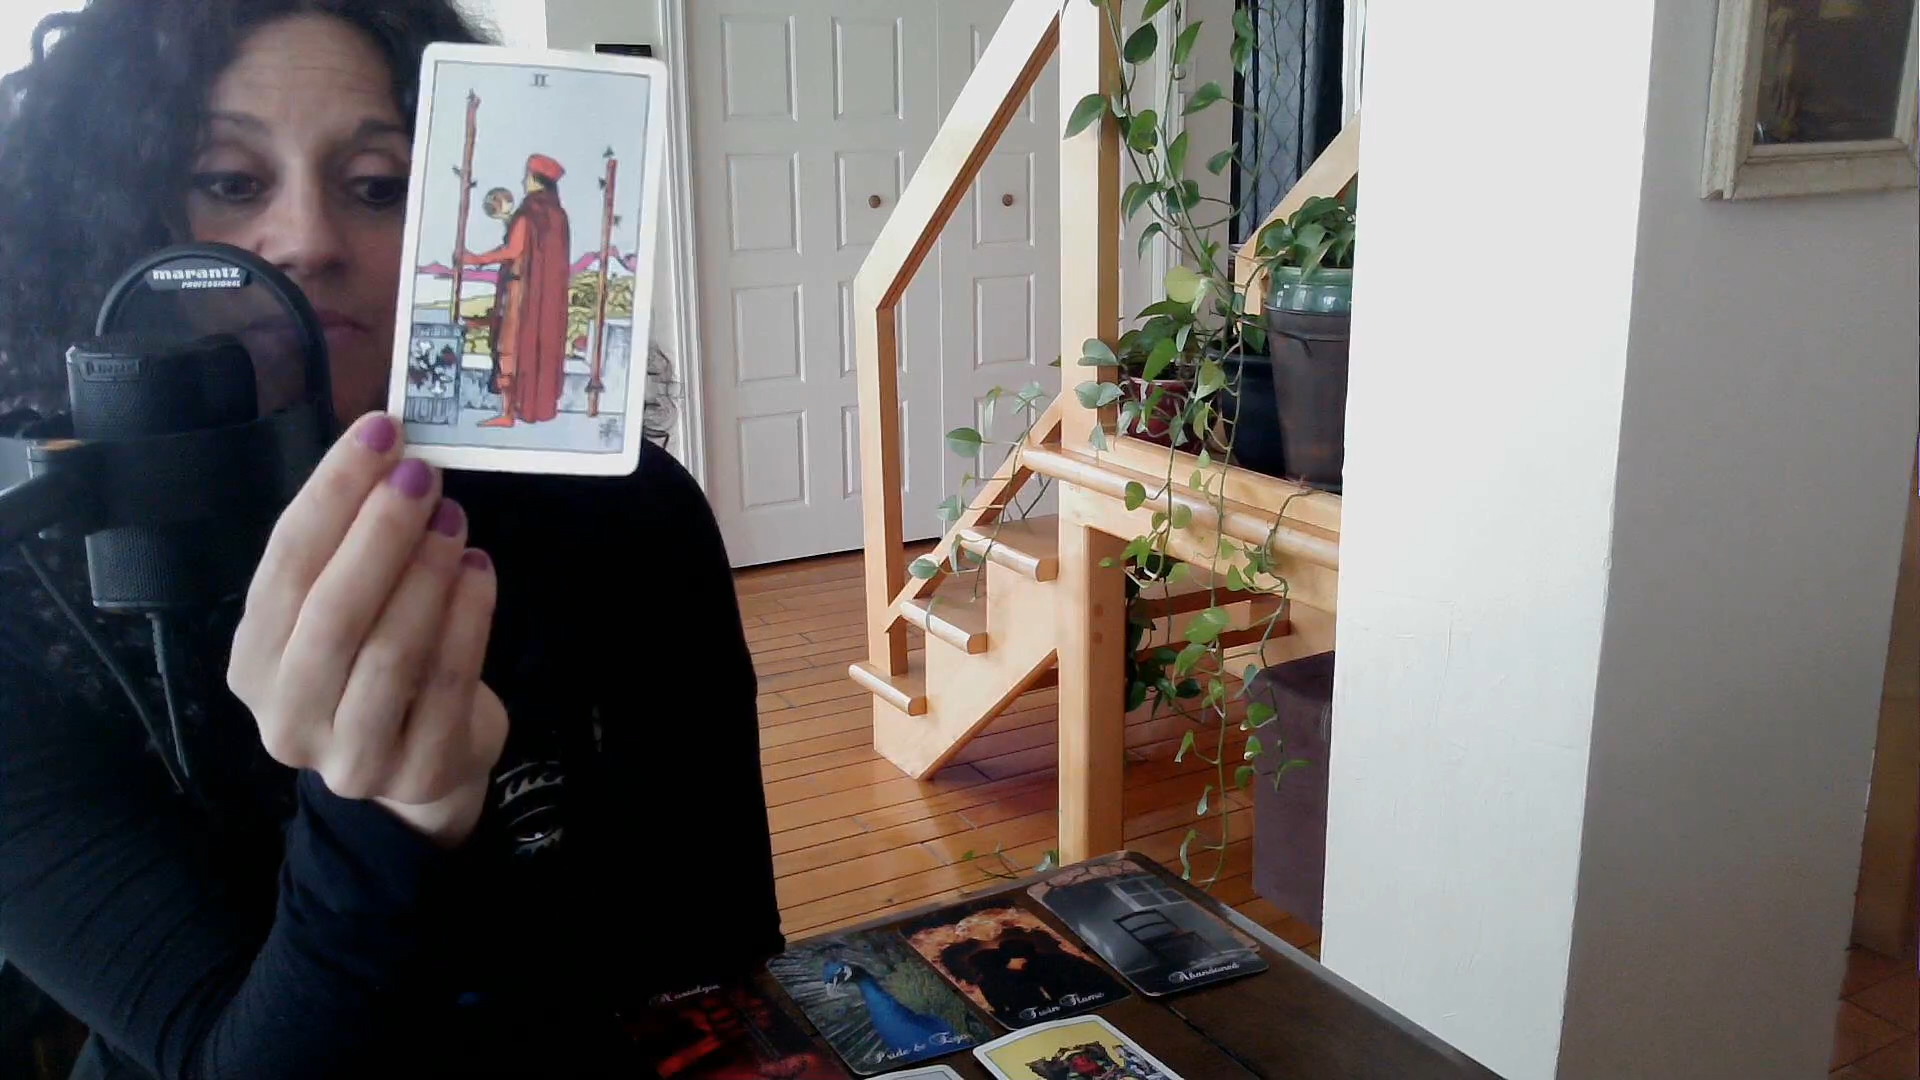 II
marantz
PROFESSIONAL
Nostalgia
Pride & Ego
Twin Flame
Abandoned